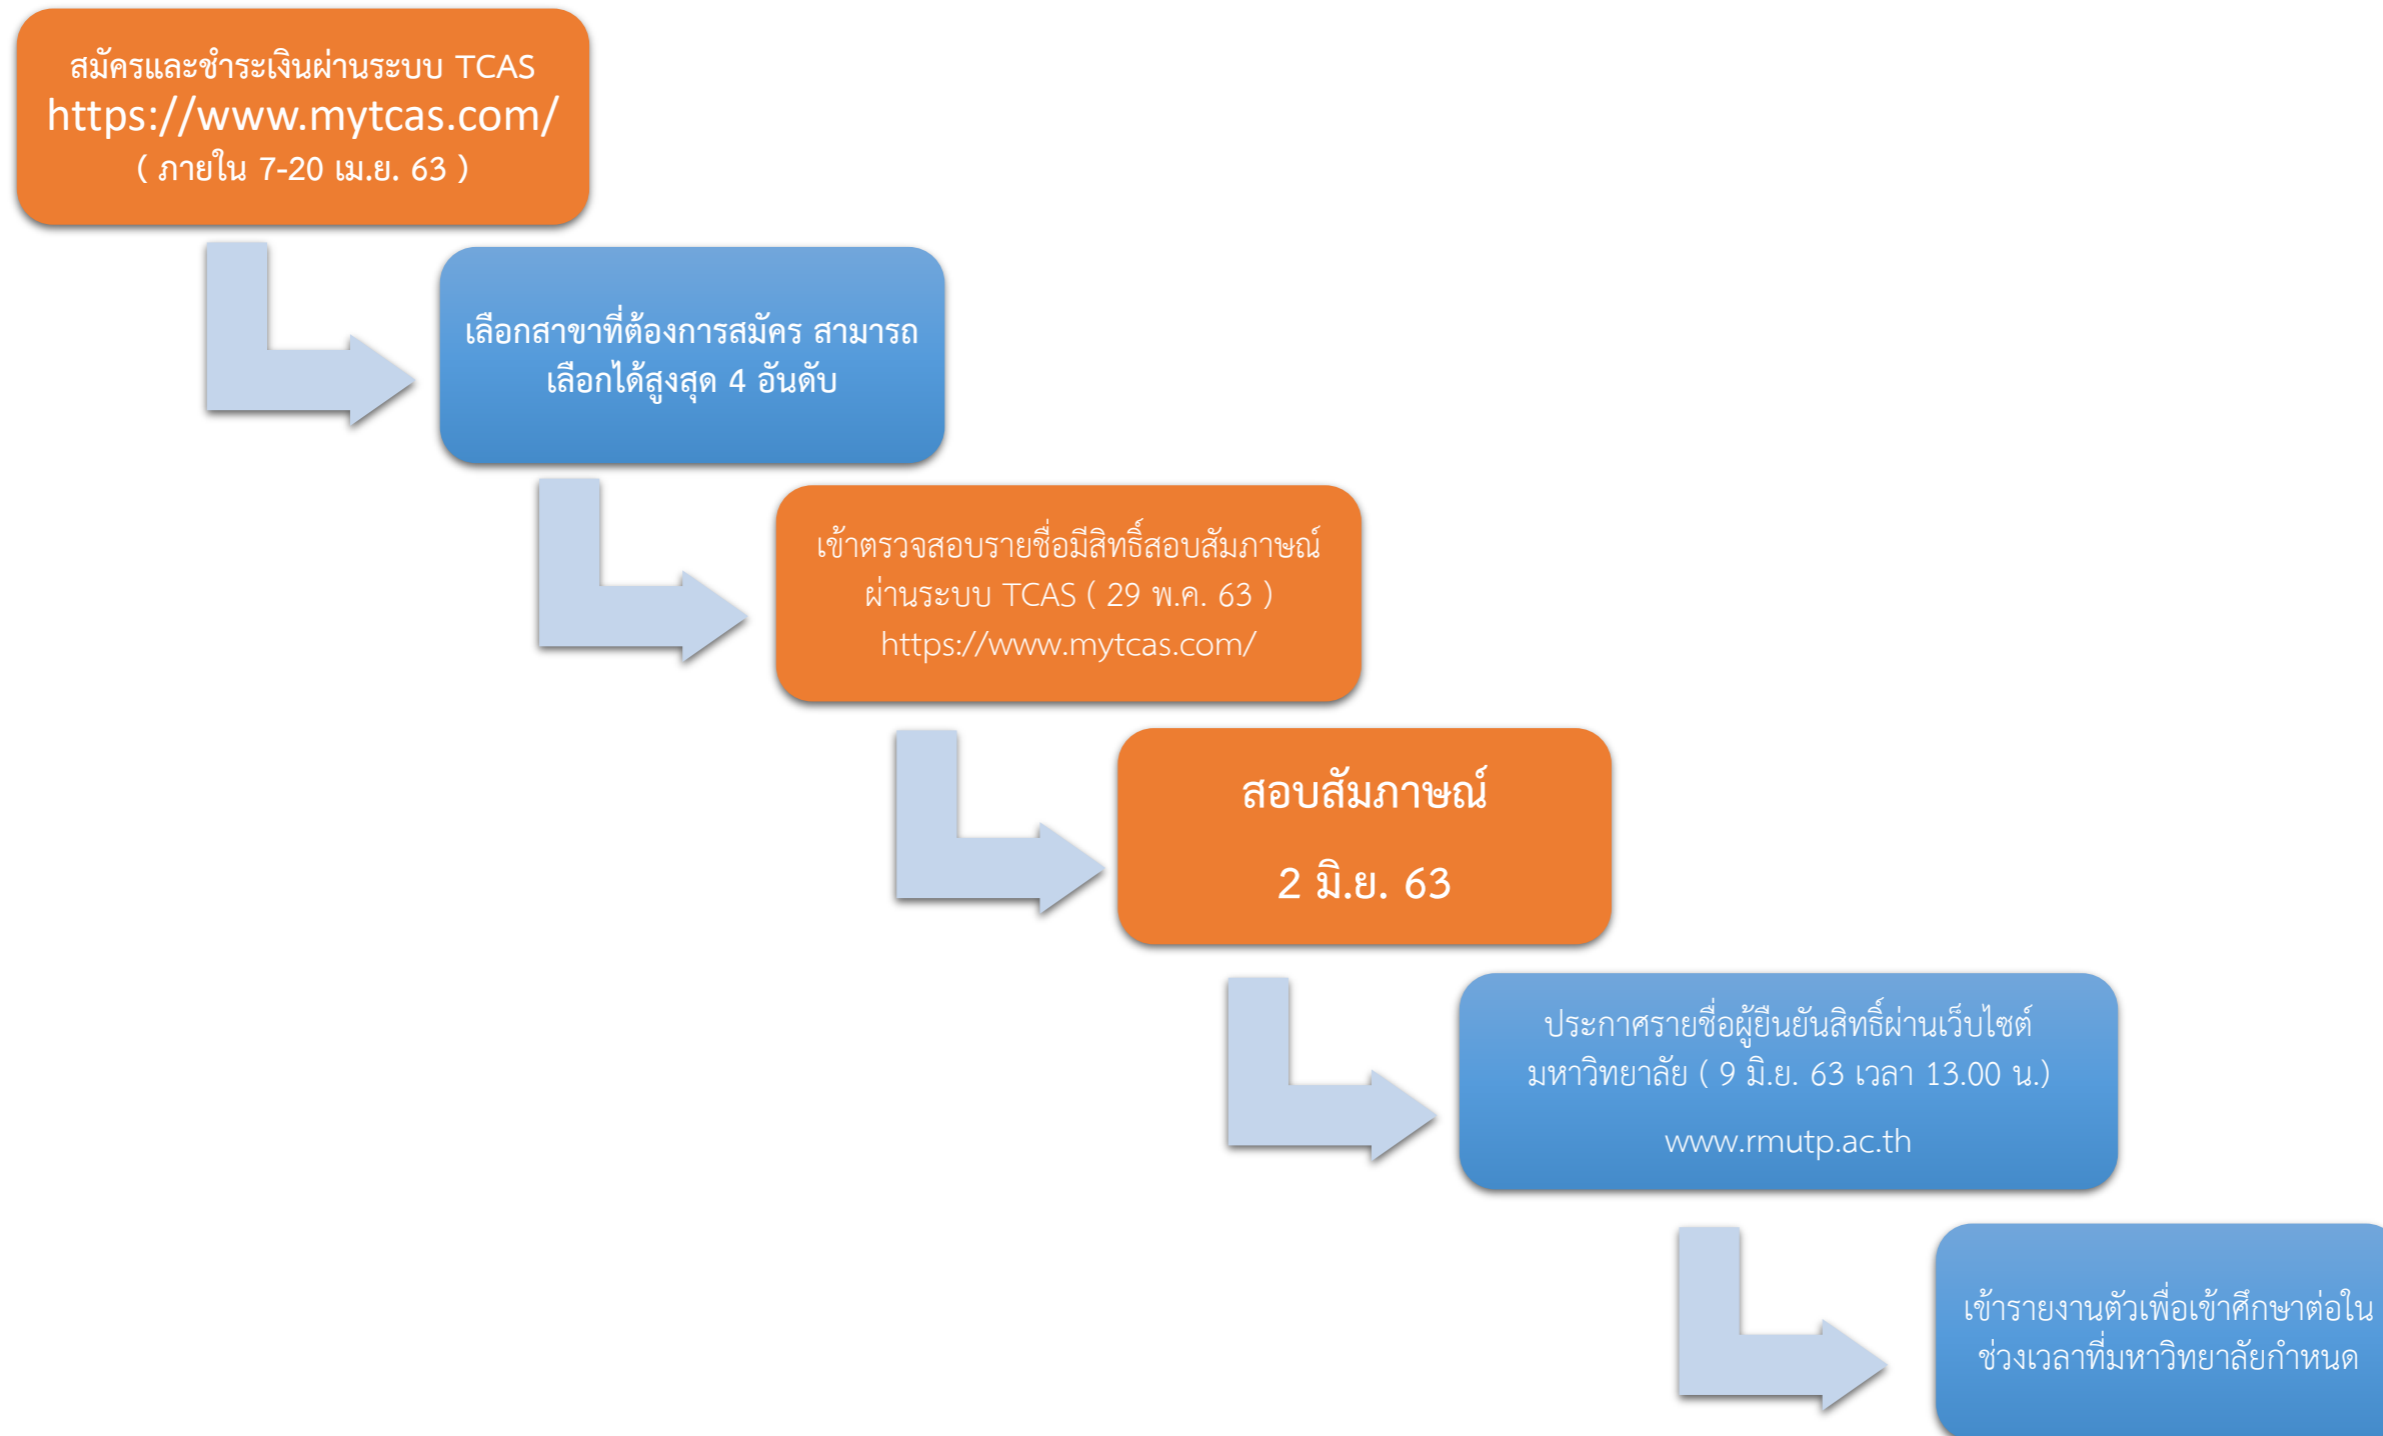 สมัครและชำระเงินผ่านระบบ TCAS
https://www.mytcas.com/
( ภายใน 7-20 เม.ย. 63 )
เลือกสาขาที่ต้องการสมัคร สามารถ
เลือกได้สูงสุด 4 อันดับ
เข้าตรวจสอบรายชื่อมีสิทธิ์สอบสัมภาษณ์
ผ่านระบบ TCAS ( 29 พ.ค. 63 )
https://www.mytcas.com/
สอบสัมภาษณ์
2 มิ.ย. 63
ประกาศรายชื่อผู้ยืนยันสิทธิ์ผ่านเว็บไซต์
มหาวิทยาลัย ( 9 มิ.ย. 63 เวลา 13.00 น.)
www.rmutp.ac.th
เข้ารายงานตัวเพื่อเข้าศึกษาต่อใน
ช่วงเวลาที่มหาวิทยาลัยกำหนด